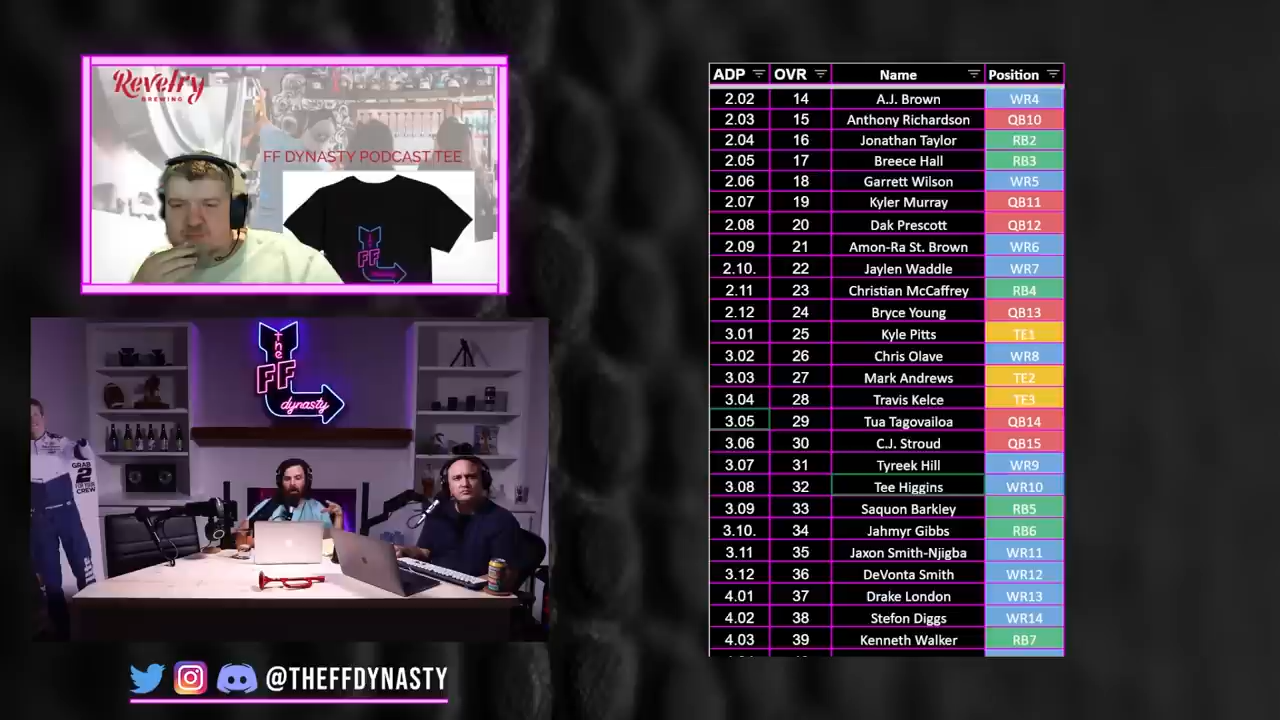 Revelry
BREWING
FF DYNASTY PODCAST TEE
The
FF
The
FF
dynasty
GRAB
2
FOR YOUR
CREW
@THEFFDYNASTY
ADP OVR Name Position
2.02 14 A.J. Brown WR4
2.03 15 Anthony Richardson QB10
2.04 16 Jonathan Taylor RB2
2.05 17 Breece Hall RB3
2.06 18 Garrett Wilson WR5
2.07 19 Kyler Murray QB11
2.08 20 Dak Prescott QB12
2.09 21 Amon-Ra St. Brown WR6
2.10. 22 Jaylen Waddle WR7
2.11 23 Christian McCaffrey RB4
2.12 24 Bryce Young QB13
3.01 25 Kyle Pitts TE1
3.02 26 Chris Olave WR8
3.03 27 Mark Andrews TE2
3.04 28 Travis Kelce TE3
3.05 29 Tua Tagovailoa QB14
3.06 30 C.J. Stroud QB15
3.07 31 Tyreek Hill WR9
3.08 32 Tee Higgins WR10
3.09 33 Saquon Barkley RB5
3.10. 34 Jahmyr Gibbs RB6
3.11 35 Jaxon Smith-Njigba WR11
3.12 36 DeVonta Smith WR12
4.01 37 Drake London WR13
4.02 38 Stefon Diggs WR14
4.03 39 Kenneth Walker RB7